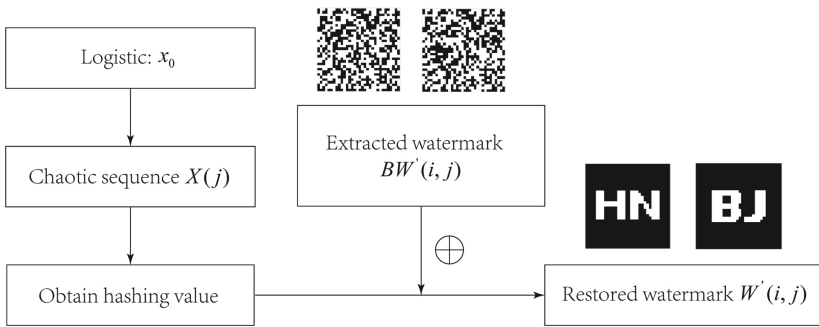 Logistic: x₀
Chaotic sequence X(j)
Obtain hashing value
Extracted watermark
BW'(i, j)
HN
BJ
Restored watermark W'(i, j)